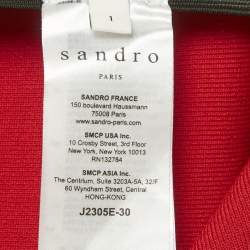 1
sandro
PARIS
SANDRO FRANCE
150 boulevard Haussmann
75008 Paris
www.sandro-paris.com
SMCP USA Inc.
10 Crosby Street, 3rd Floor
New York, New York 10013
RN132784
SMCP ASIA Inc.
The Centrium, Suite 3203A-5A, 32/F
60 Wyndham Street, Central
HONG-KONG
J2305E-30